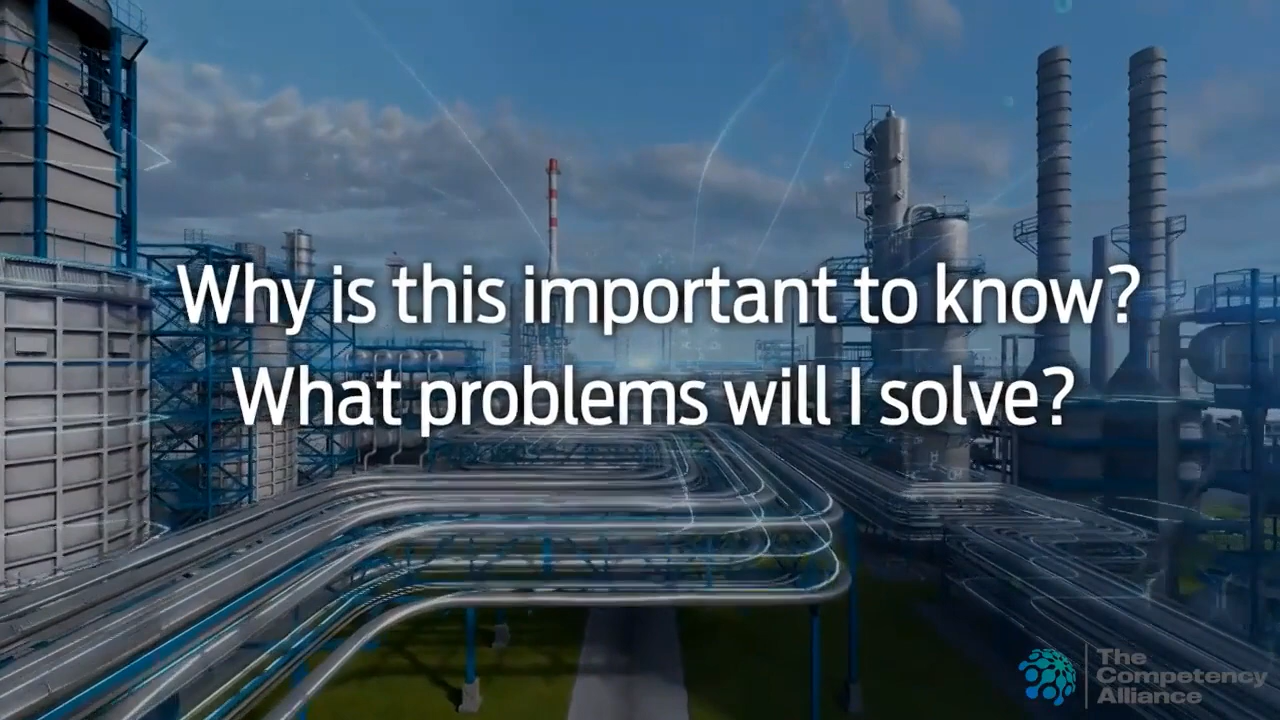 Why is this important to know?
What problems will I solve?
The
Competency
Alliance